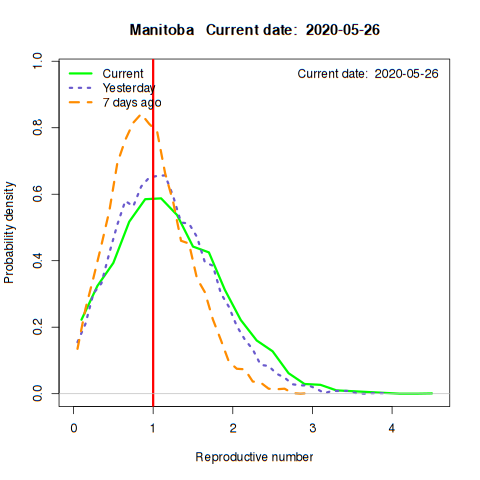 Manitoba Current date: 2020-05-26
Current date: 2020-05-26
Current
Yesterday
7 days ago
Probability density
1.0
0.8
0.6
0.4
0.2
0.0
0 1 2 3 4
Reproductive number